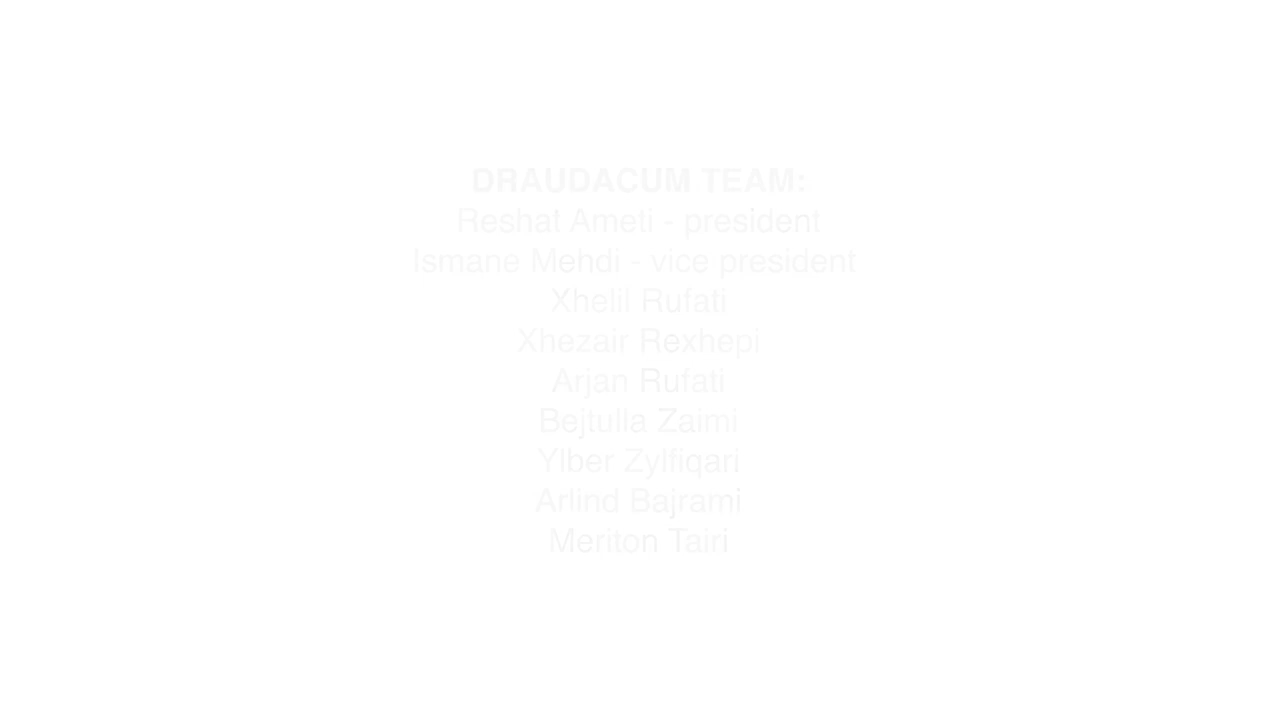 DRAUDACUM TEAM:
Reshat Ameti - president
Ismane Mehdi - vice president
Xhelil Rufati
Xhezair Rexhepi
Arjan Rufati
Bejtulla Zaimi
Ylber Zylfiqari
Arlind Bajrami
Meriton Tairi